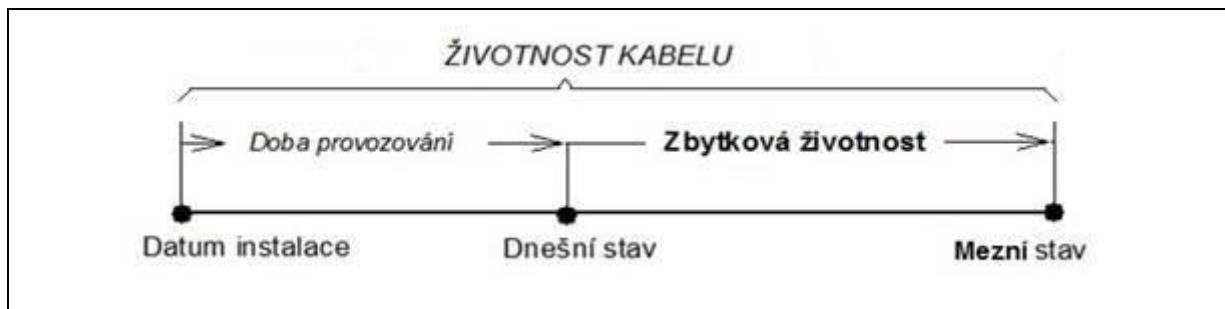 ŽIVOTNOST KABELU
Doba provozování Zbytková životnost
Datum instalace Dnešní stav Mezní stav